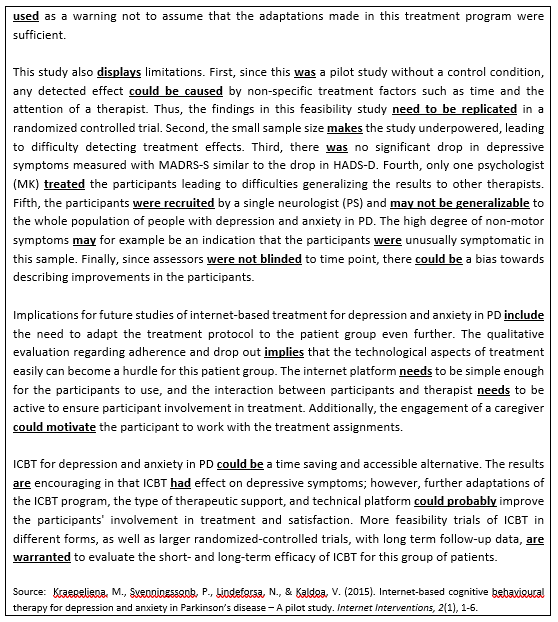 used as a warning not to assume that the adaptations made in this treatment program were
sufficient.
This study also displays limitations. First, since this was a pilot study without a control condition,
any detected effect could be caused by non-specific treatment factors such as time and the
attention of a therapist. Thus, the findings in this feasibility study need to be replicated in a
randomized controlled trial. Second, the small sample size makes the study underpowered, leading
to difficulty detecting treatment effects. Third, there was no significant drop in depressive
symptoms measured with MADRS-S similar to the drop in HADS-D. Fourth, only one psychologist
(MK) treated the participants leading to difficulties generalizing the results to other therapists.
Fifth, the participants were recruited by a single neurologist (PS) and may not be generalizable to
the whole population of people with depression and anxiety in PD. The high degree of non-motor
symptoms may for example be an indication that the participants were unusually symptomatic in
this sample. Finally, since assessors were not blinded to time point, there could be a bias towards
describing improvements in the participants.
Implications for future studies of internet-based treatment for depression and anxiety in PD include
the need to adapt the treatment protocol to the patient group even further. The qualitative
evaluation regarding adherence and drop out implies that the technological aspects of treatment
easily can become a hurdle for this patient group. The internet platform needs to be simple enough
for the participants to use, and the interaction between participants and therapist needs to be
active to ensure participant involvement in treatment. Additionally, the engagement of a caregiver
could motivate the participant to work with the treatment assignments.
ICBT for depression and anxiety in PD could be a time saving and accessible alternative. The results
are encouraging in that ICBT had effect on depressive symptoms; however, further adaptations of
the ICBT program, the type of therapeutic support, and technical platform could probably improve
the participants' involvement in treatment and satisfaction. More feasibility trials of ICBT in
different forms, as well as larger randomized-controlled trials, with long term follow-up data, are
warranted to evaluate the short- and long-term efficacy of ICBT for this group of patients.
Source: Kraepeliena, M., Svenningssonb, P., Lindeforsa, N., & Kaldoa, V. (2015). Internet-based cognitive behavioural
therapy for depression and anxiety in Parkinson's disease – A pilot study. Internet Interventions, 2(1), 1-6.